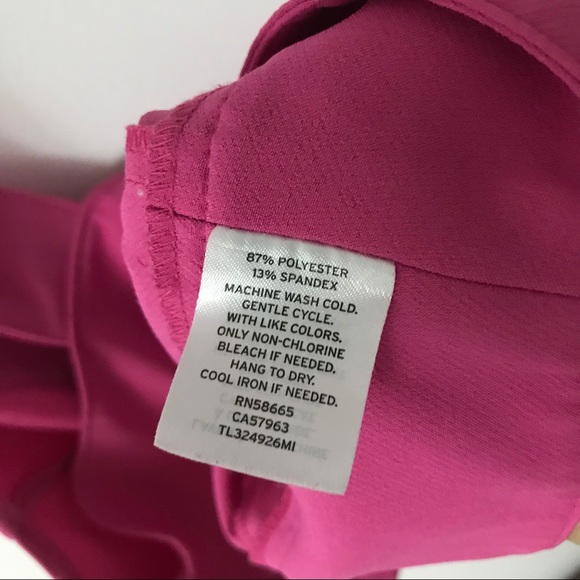 87% POLYESTER
13% SPANDEX
MACHINE WASH COLD.
GENTLE CYCLE.
WITH LIKE COLORS.
ONLY NON-CHLORINE
BLEACH IF NEEDED.
HANG TO DRY.
COOL IRON IF NEEDED.
RN58665
CA57963
TL324926MI